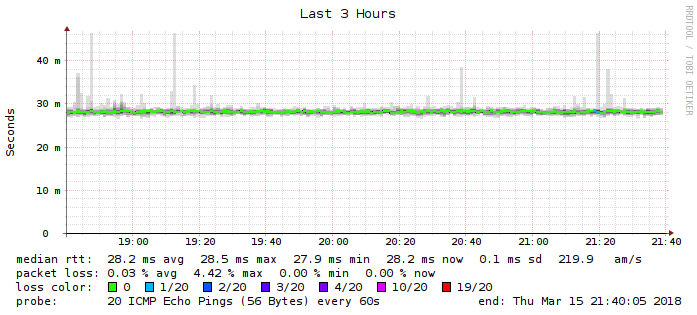 Last 3 Hours
RRDTOOL / TOBI OETIKER
Seconds
40 m
30 m
20 m
10 m
0
19:00 19:20 19:40 20:00 20:20 20:40 21:00 21:20 21:40
median rtt: 28.2 ms avg 28.5 ms max 27.9 ms min 28.2 ms now 0.1 ms sd 219.9 am/s
packet loss: 0.03 % avg 4.42 % max 0.00 % min 0.00 % now
loss color: 0 1/20 2/20 3/20 4/20 10/20 19/20
probe: 20 ICMP Echo Pings (56 Bytes) every 60s end: Thu Mar 15 21:40:05 2018